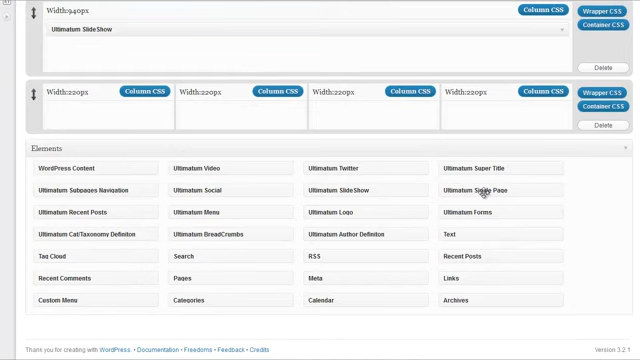 Width:940px Column CSS Wrapper CSS
Container CSS
Ultimatum SlideShow
Delete
Width:220px Column CSS Width:220px Column CSS Width:220px Column CSS Width:220px Column CSS Wrapper CSS
Container CSS
Delete
Elements
WordPress Content Ultimatum Video Ultimatum Twitter Ultimatum Super Title
Ultimatum Subpages Navigation Ultimatum Social Ultimatum SlideShow Ultimatum Single Page
Ultimatum Recent Posts Ultimatum Menu Ultimatum Logo Ultimatum Forms
Ultimatum Cat/Taxonomy Definiton Ultimatum BreadCrumbs Ultimatum Author Definiton Text
Tag Cloud Search RSS Recent Posts
Recent Comments Pages Meta Links
Custom Menu Categories Calendar Archives
Thank you for creating with WordPress. • Documentation • Freedoms • Feedback • Credits Version 3.2.1